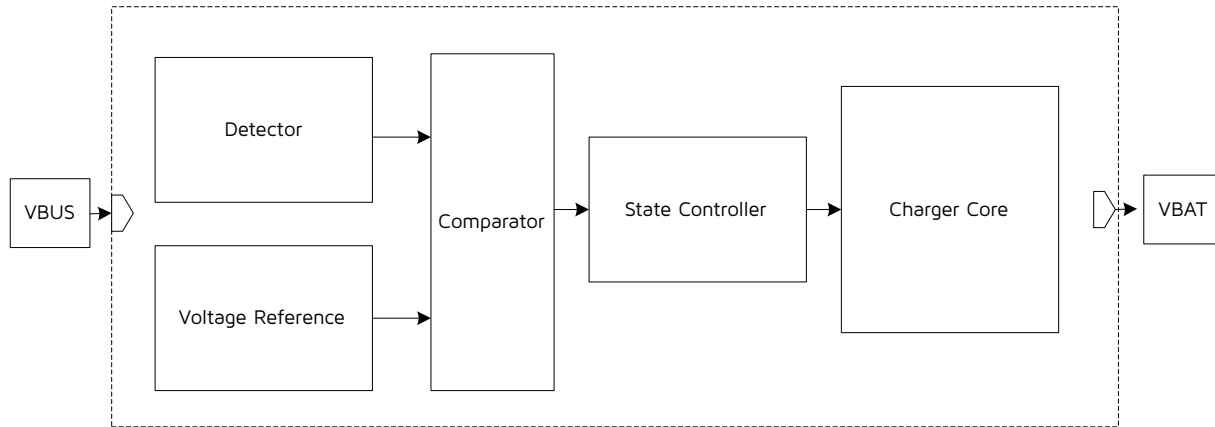 Detector
VBUS
Comparator
State Controller
Charger Core
VBAT
Voltage Reference